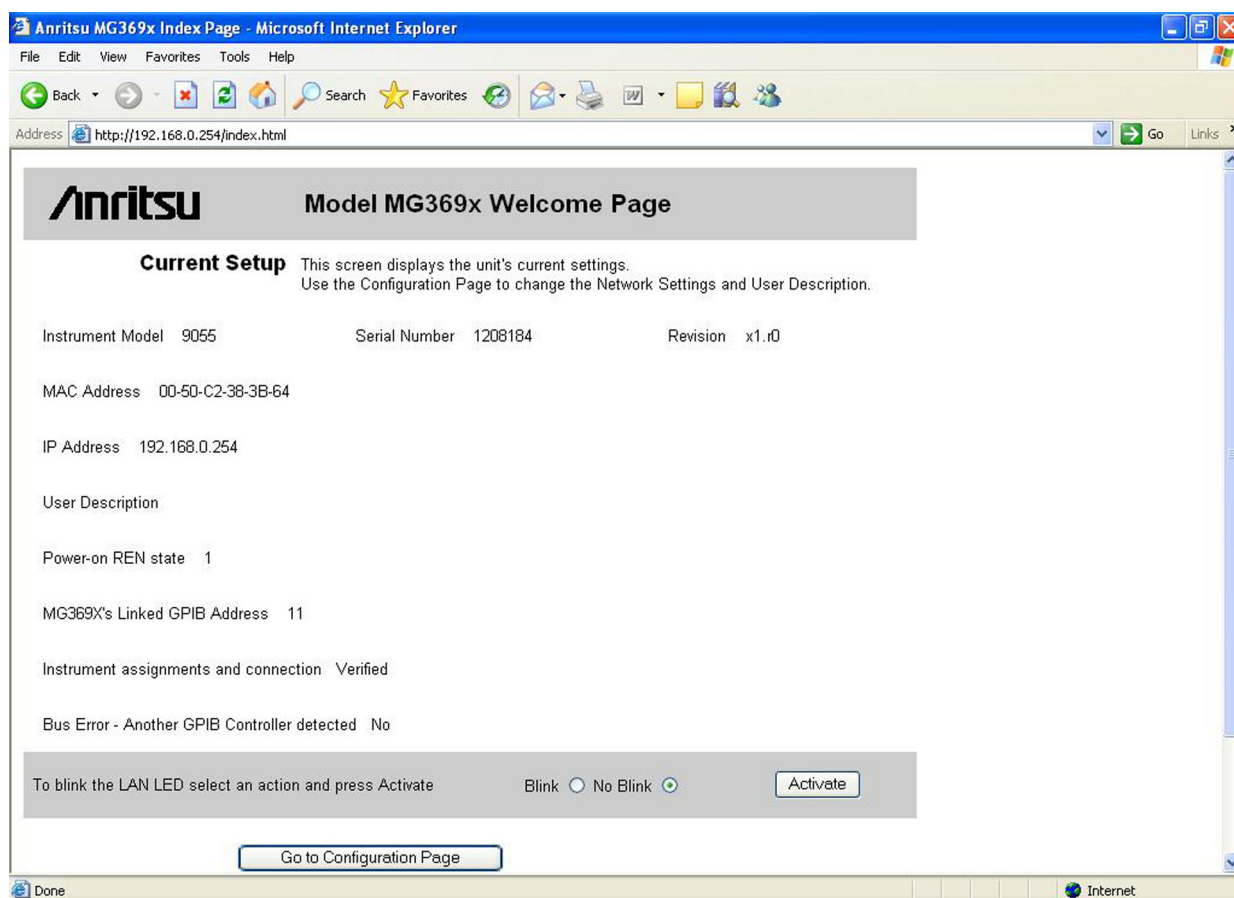 Anritsu MG369x Index Page - Microsoft Internet Explorer
File Edit View Favorites Tools Help
Back Search Favorites
Address http://192.168.0.254/index.html Go Links
Anritsu Model MG369x Welcome Page
Current Setup This screen displays the unit's current settings.
Use the Configuration Page to change the Network Settings and User Description.
Instrument Model 9055 Serial Number 1208184 Revision x1.r0
MAC Address 00-50-C2-38-3B-64
IP Address 192.168.0.254
User Description
Power-on REN state 1
MG369X's Linked GPIB Address 11
Instrument assignments and connection Verified
Bus Error - Another GPIB Controller detected No
To blink the LAN LED select an action and press Activate Blink No Blink Activate
Go to Configuration Page
Done Internet